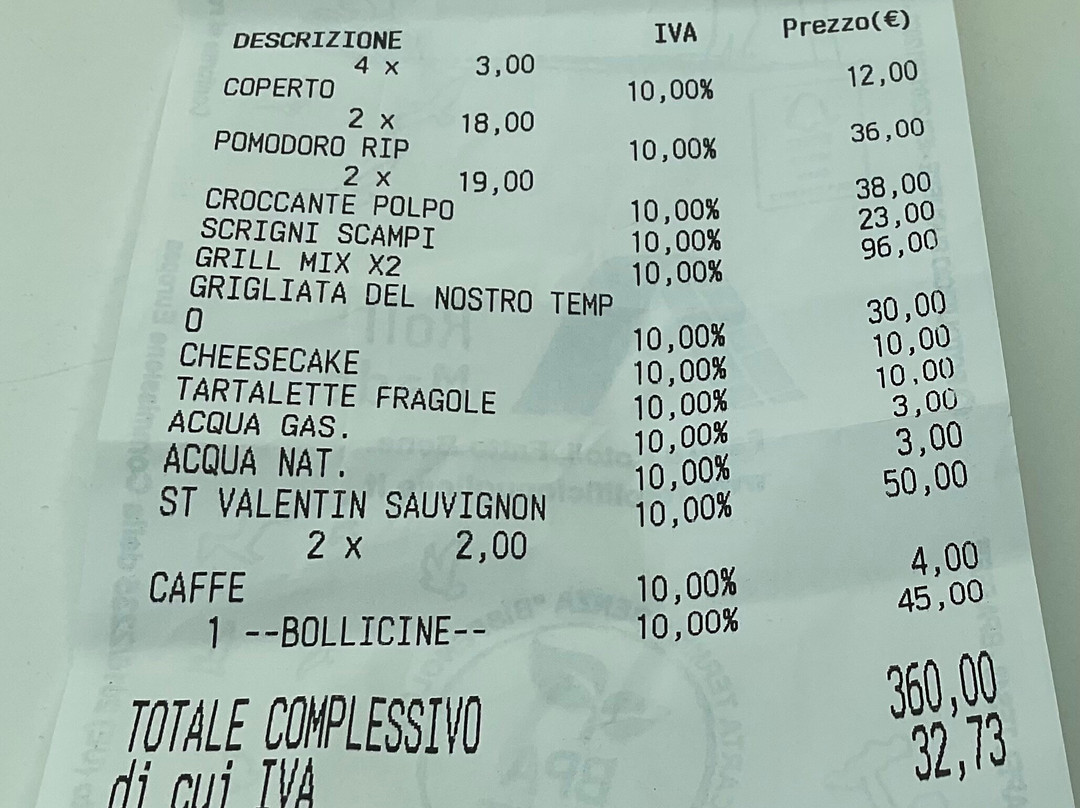 DESCRIZIONE IVA Prezzo(€)
4 x 3,00
COPERTO 10,00% 12,00
2 x 18,00
POMODORO RIP 10,00% 36,00
2 x 19,00
CROCCANTE POLPO 10,00% 38,00
SCRIGNI SCAMPI 10,00% 23,00
GRILL MIX X2 10,00% 96,00
GRIGLIATA DEL NOSTRO TEMP
O 10,00% 30,00
CHEESECAKE 10,00% 10,00
TARTALETTE FRAGOLE 10,00% 10,00
ACQUA GAS. 10,00% 3,00
ACQUA NAT. 10,00% 3,00
ST VALENTIN SAUVIGNON 10,00% 50,00
2 x 2,00
CAFFE 10,00% 4,00
1 --BOLLICINE-- 10,00% 45,00
TOTALE COMPLESSIVO 360,00
di cui IVA 32,73